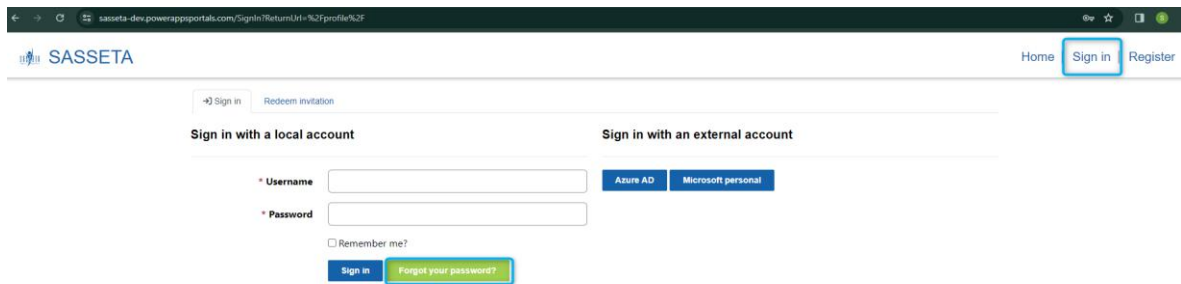 sasseta-dev.powerappsportals.com/SignIn?ReturnUrl=%2Fprofile%2F
SASSETA
Home | Sign in | Register
Sign in
Redeem invitation
Sign in with a local account
Sign in with an external account
* Username
Azure AD
Microsoft personal
* Password
Remember me?
Sign in
Forgot your password?